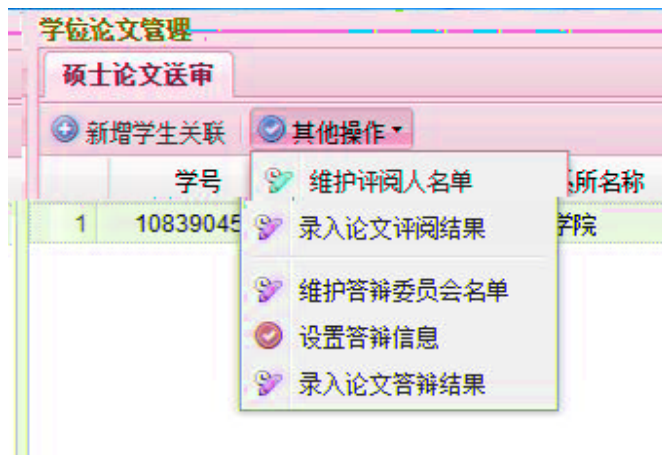 学位论文管理
硕士论文送审
新增学生关联 其他操作
学号 维护评阅人名单 所名称
1 10839045 录入论文评阅结果 学院
维护答辩委员会名单
设置答辩信息
录入论文答辩结果